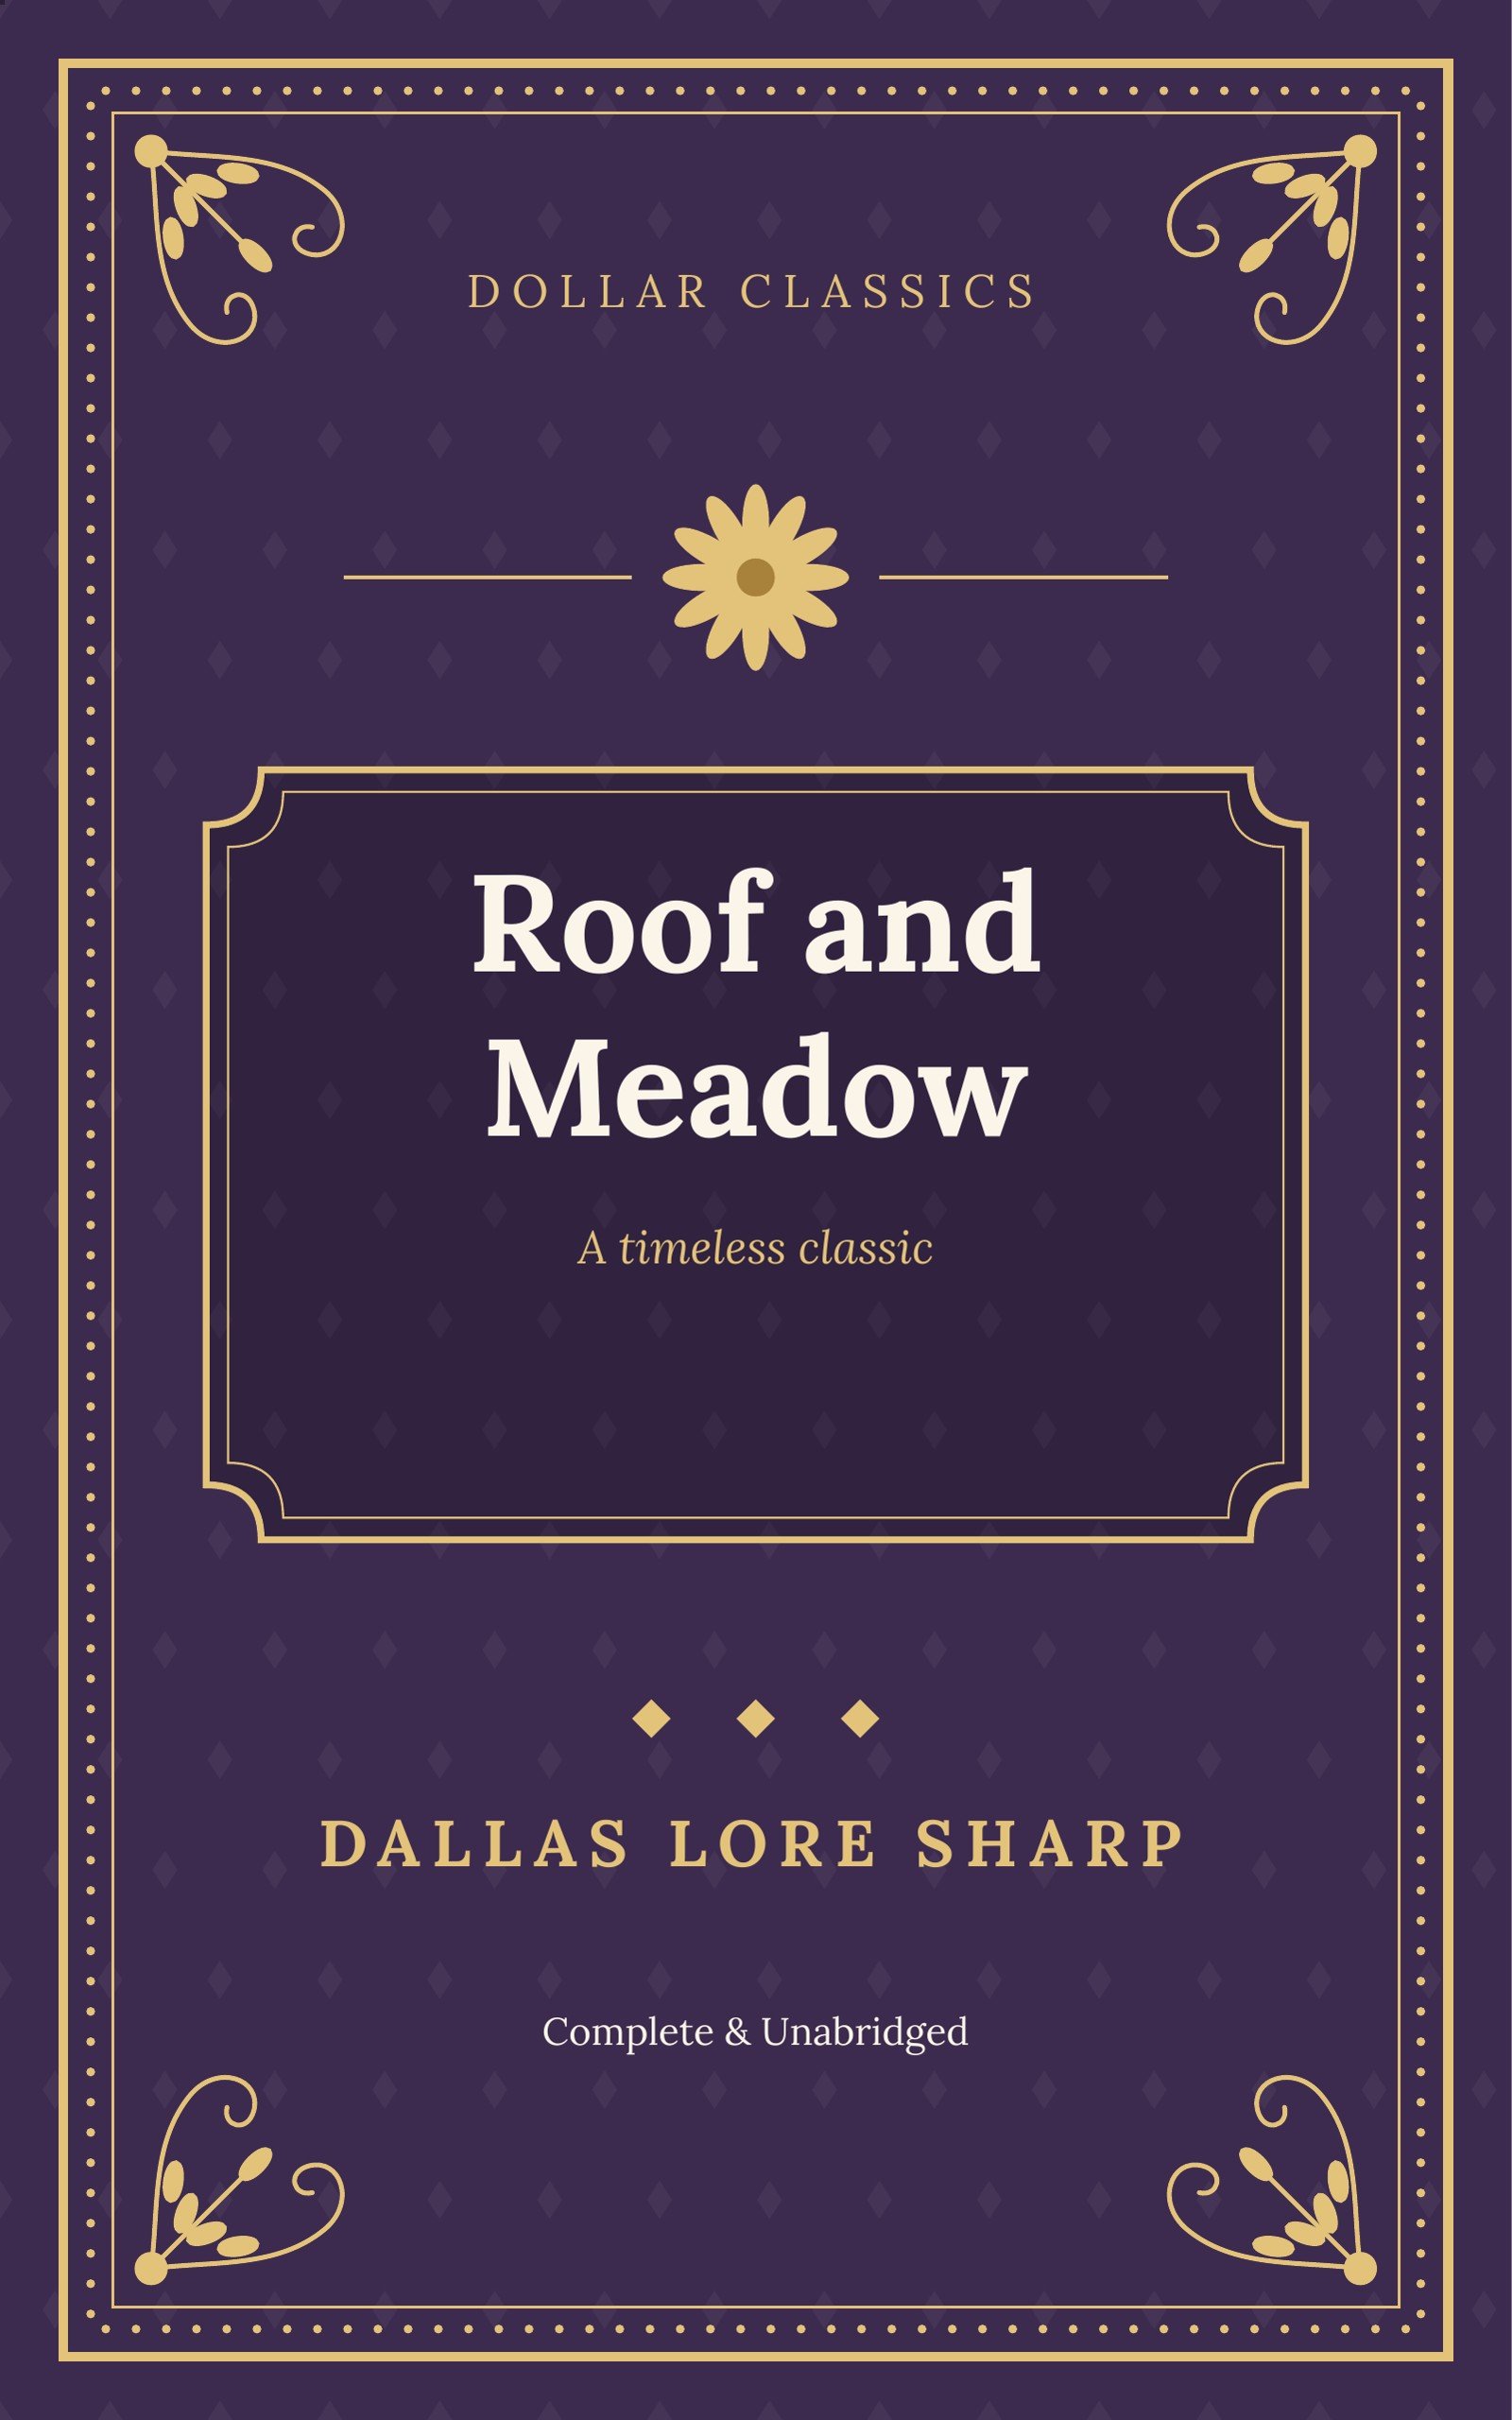 DOLLAR CLASSICS
Roof and
Meadow
A timeless classic
DALLAS LORE SHARP
Complete & Unabridged